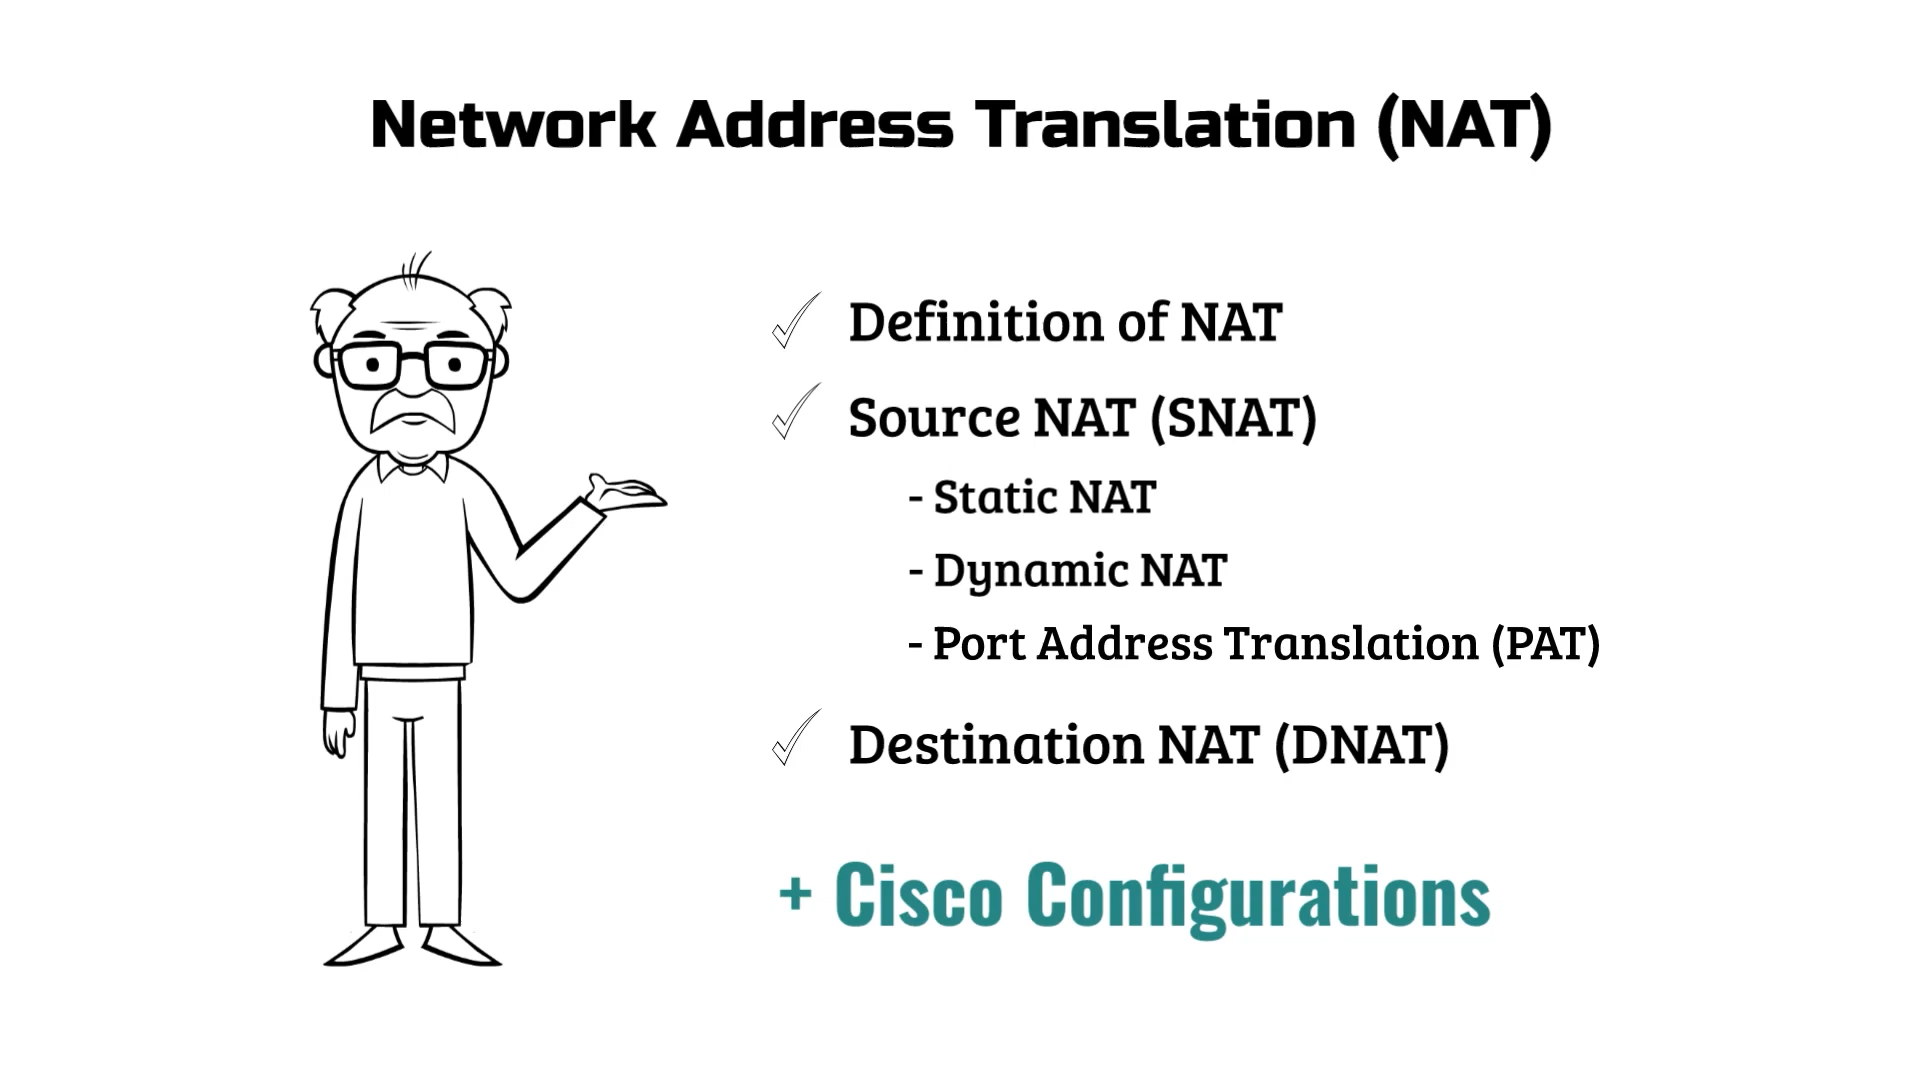 Network Address Translation (NAT)
Definition of NAT
Source NAT (SNAT)
- Static NAT
- Dynamic NAT
- Port Address Translation (PAT)
Destination NAT (DNAT)
+ Cisco Configurations